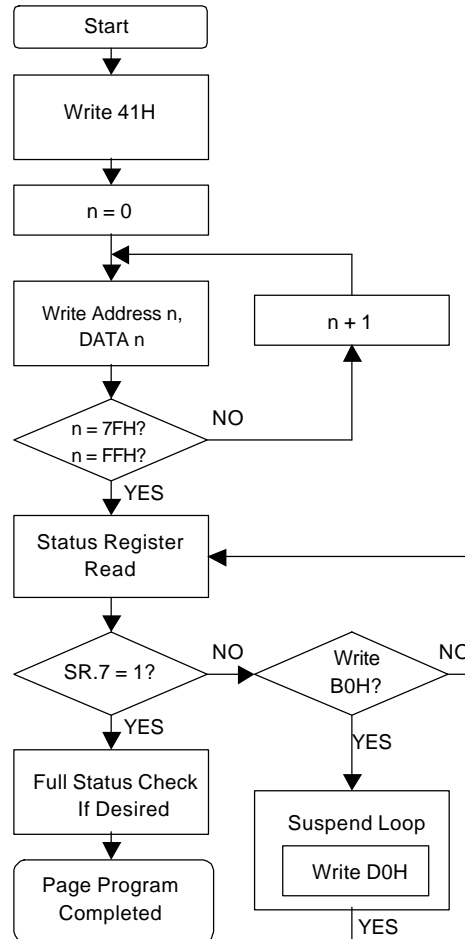 Start
Write 41H
n = 0
Write Address n,
DATA n
n + 1
n = 7FH?
n = FFH?
NO
YES
Status Register
Read
SR.7 = 1?
NO
Write
B0H?
NO
YES
YES
Full Status Check
If Desired
Suspend Loop
Write D0H
Page Program
Completed
YES